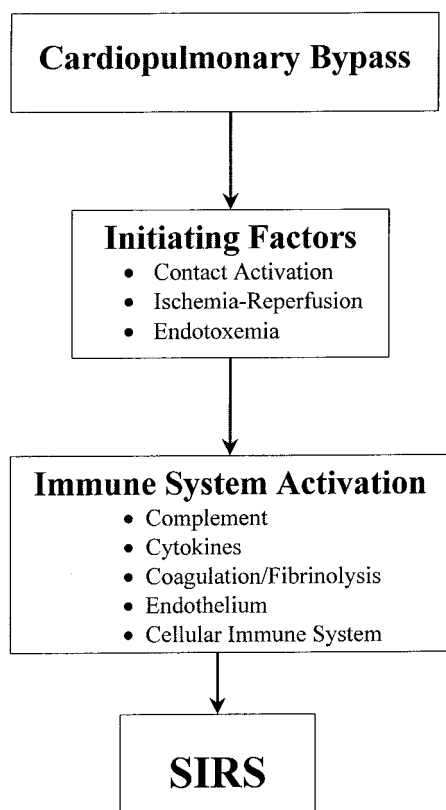 Cardiopulmonary Bypass
Initiating Factors
• Contact Activation
• Ischemia-Reperfusion
• Endotoxemia
Immune System Activation
• Complement
• Cytokines
• Coagulation/Fibrinolysis
• Endothelium
• Cellular Immune System
SIRS